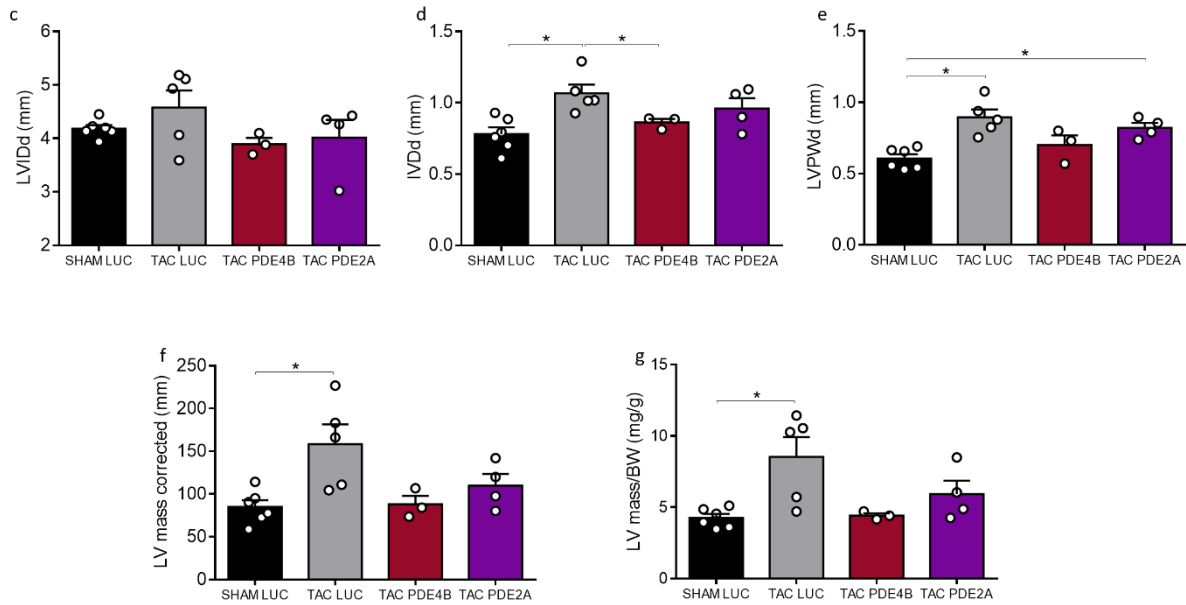 c
LVIDd (mm)
6
5
4
3
2
SHAM LUC TAC LUC TAC PDE4B TAC PDE2A
d
IVDd (mm)
1.5
1.0
0.5
0.0
* *
SHAM LUC TAC LUC TAC PDE4B TAC PDE2A
e
LVPWd (mm)
1.5
1.0
0.5
0.0
*
*
SHAM LUC TAC LUC TAC PDE4B TAC PDE2A
f
LV mass corrected (mm)
250
200
150
100
50
0
*
SHAM LUC TAC LUC TAC PDE4B TAC PDE2A
g
LV mass/BW (mg/g)
15
10
5
0
*
SHAM LUC TAC LUC TAC PDE4B TAC PDE2A